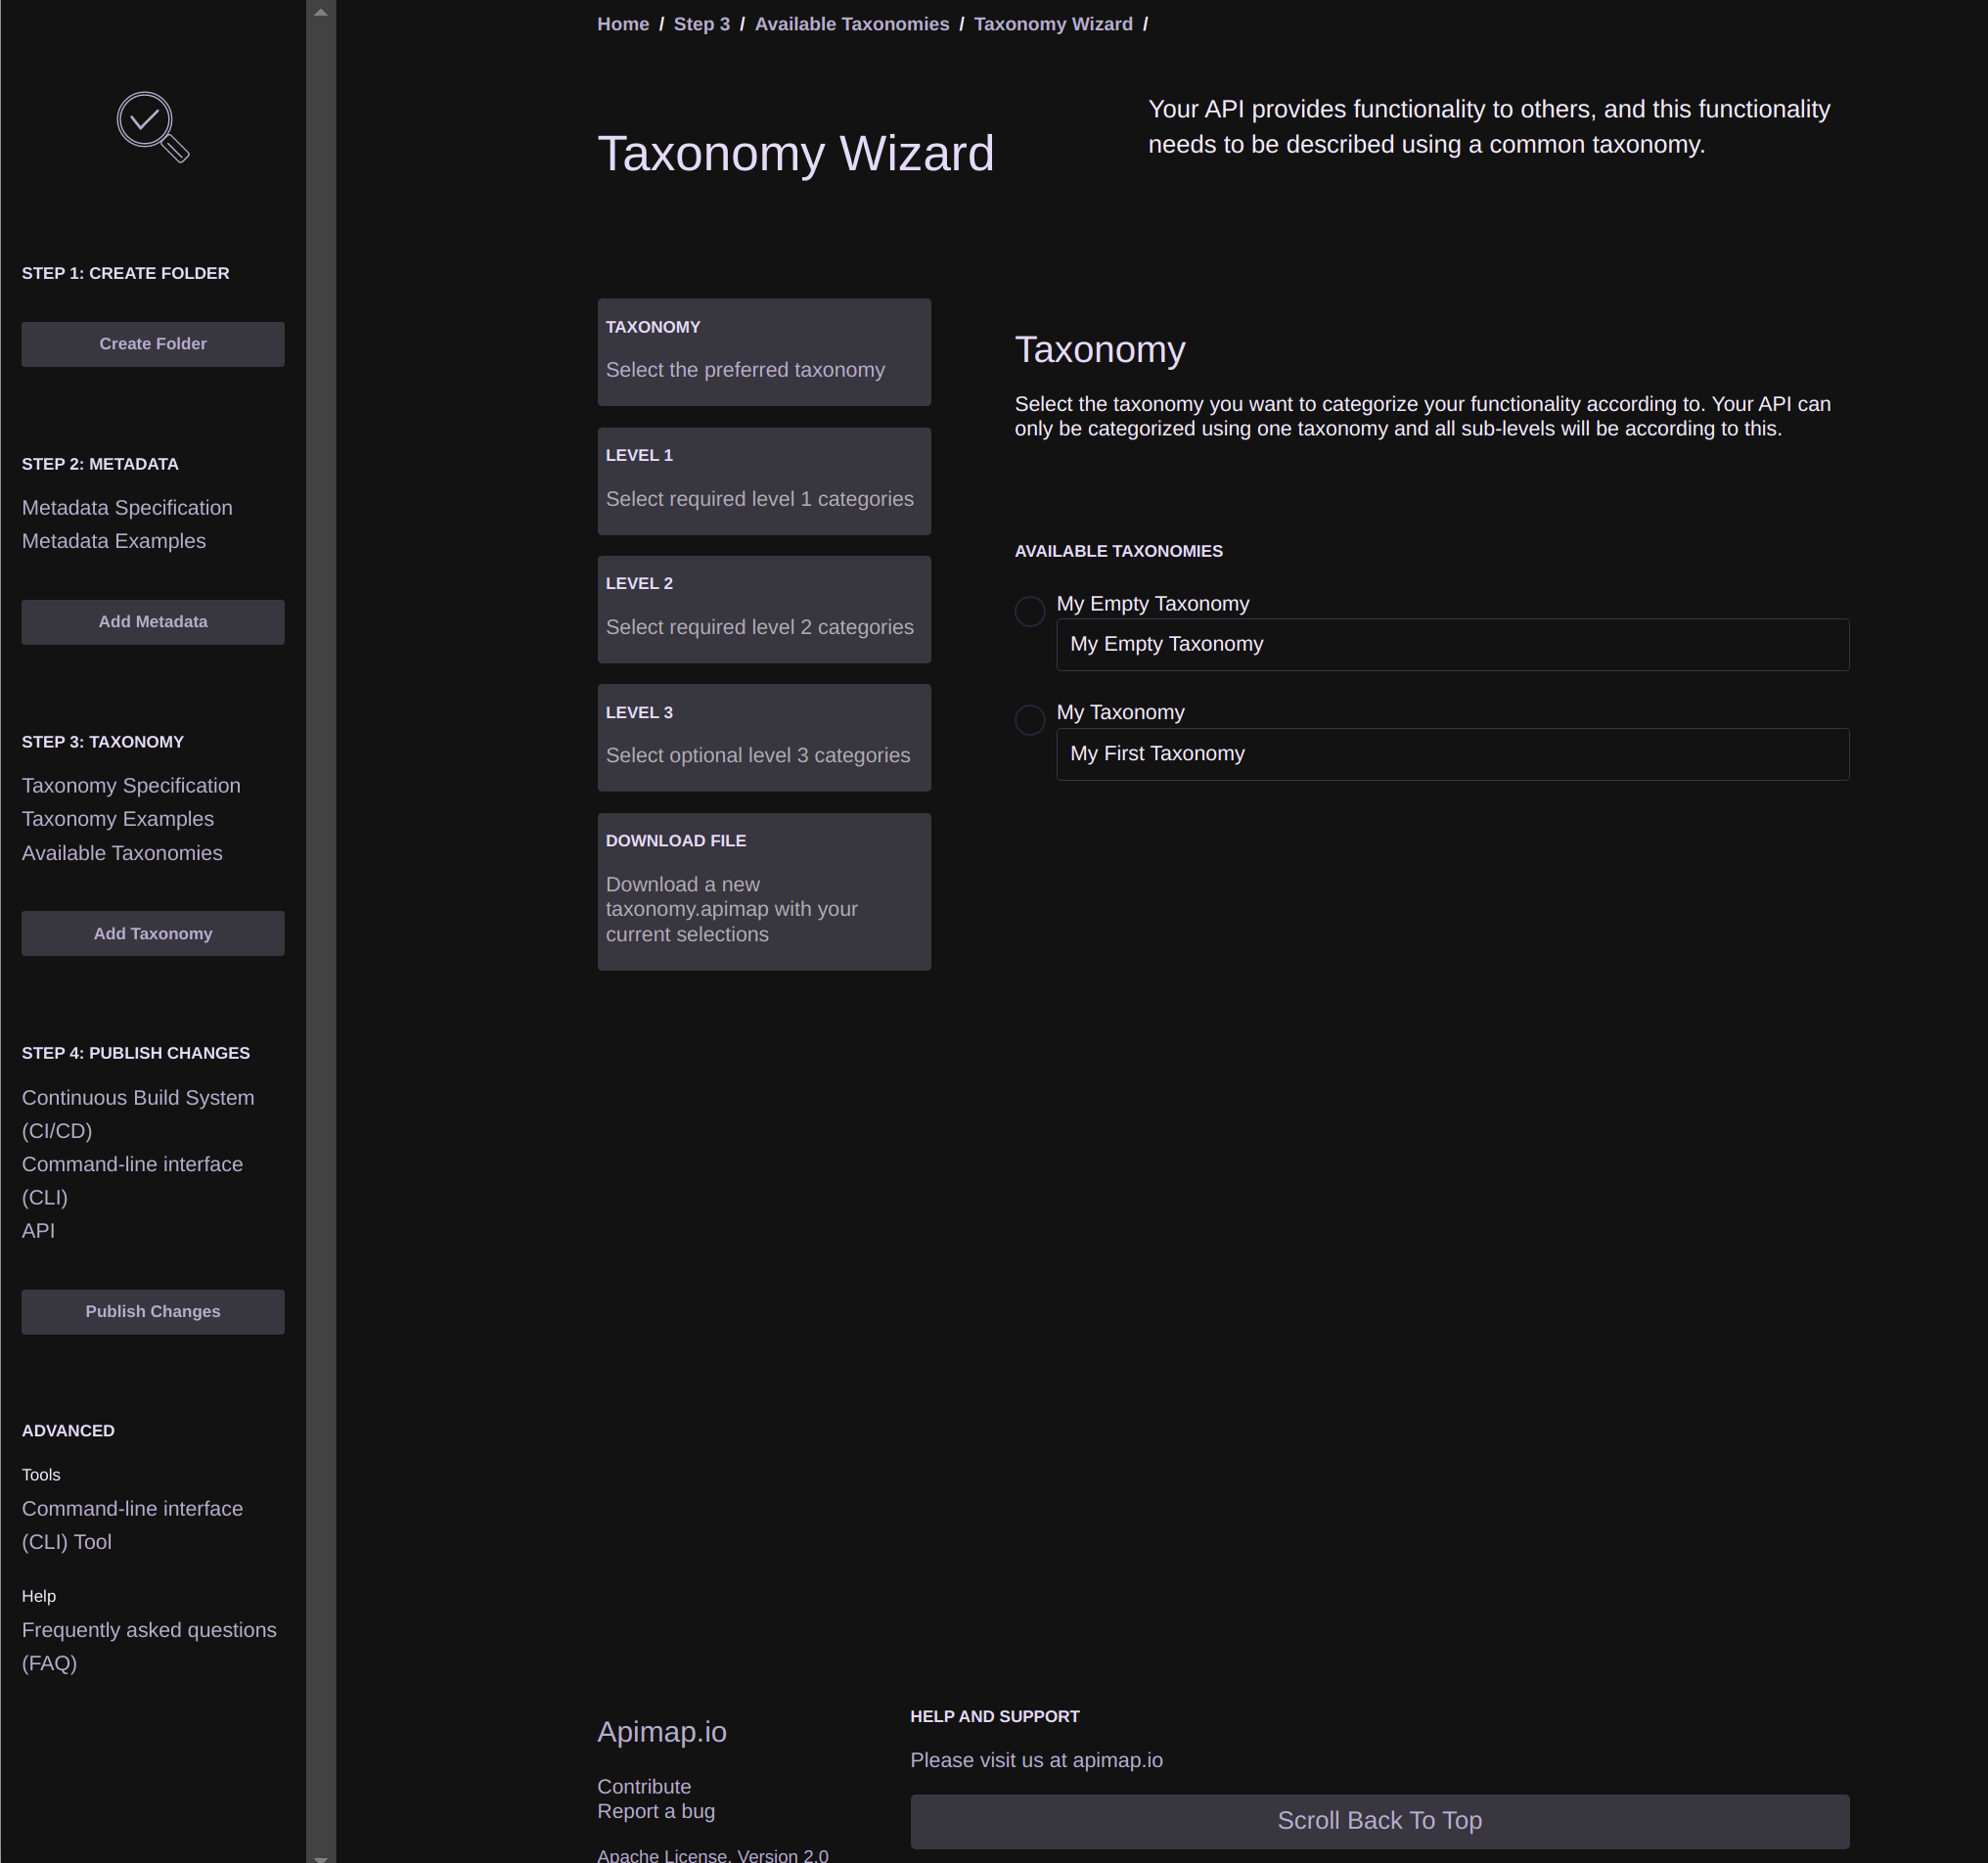 Home / Step 3 / Available Taxonomies / Taxonomy Wizard /
Taxonomy Wizard
Your API provides functionality to others, and this functionality
needs to be described using a common taxonomy.
STEP 1: CREATE FOLDER
Create Folder
STEP 2: METADATA
Metadata Specification
Metadata Examples
Add Metadata
STEP 3: TAXONOMY
Taxonomy Specification
Taxonomy Examples
Available Taxonomies
Add Taxonomy
STEP 4: PUBLISH CHANGES
Continuous Build System
(CI/CD)
Command-line interface
(CLI)
API
Publish Changes
ADVANCED
Tools
Command-line interface
(CLI) Tool
Help
Frequently asked questions
(FAQ)
TAXONOMY
Select the preferred taxonomy
LEVEL 1
Select required level 1 categories
LEVEL 2
Select required level 2 categories
LEVEL 3
Select optional level 3 categories
DOWNLOAD FILE
Download a new
taxonomy.apimap with your
current selections
Taxonomy
Select the taxonomy you want to categorize your functionality according to. Your API can
only be categorized using one taxonomy and all sub-levels will be according to this.
AVAILABLE TAXONOMIES
My Empty Taxonomy
My Empty Taxonomy
My Taxonomy
My First Taxonomy
Apimap.io
Contribute
Report a bug
Apache License, Version 2.0
HELP AND SUPPORT
Please visit us at apimap.io
Scroll Back To Top